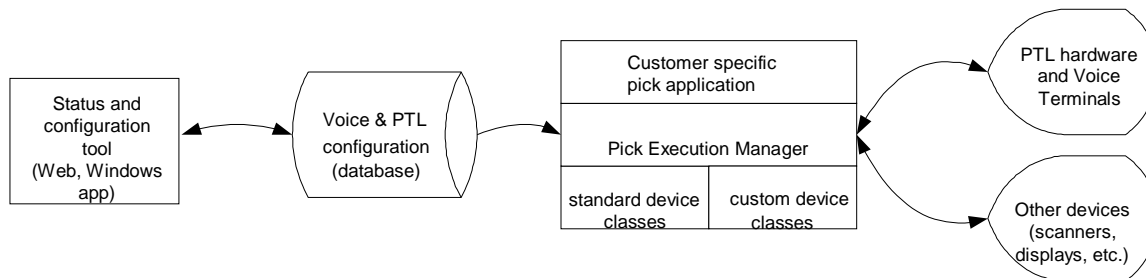 Status and
configuration
tool
(Web, Windows
app)
Voice & PTL
configuration
(database)
Customer specific
pick application
Pick Execution Manager
standard device
classes
custom device
classes
PTL hardware
and Voice
Terminals
Other devices
(scanners,
displays, etc.)